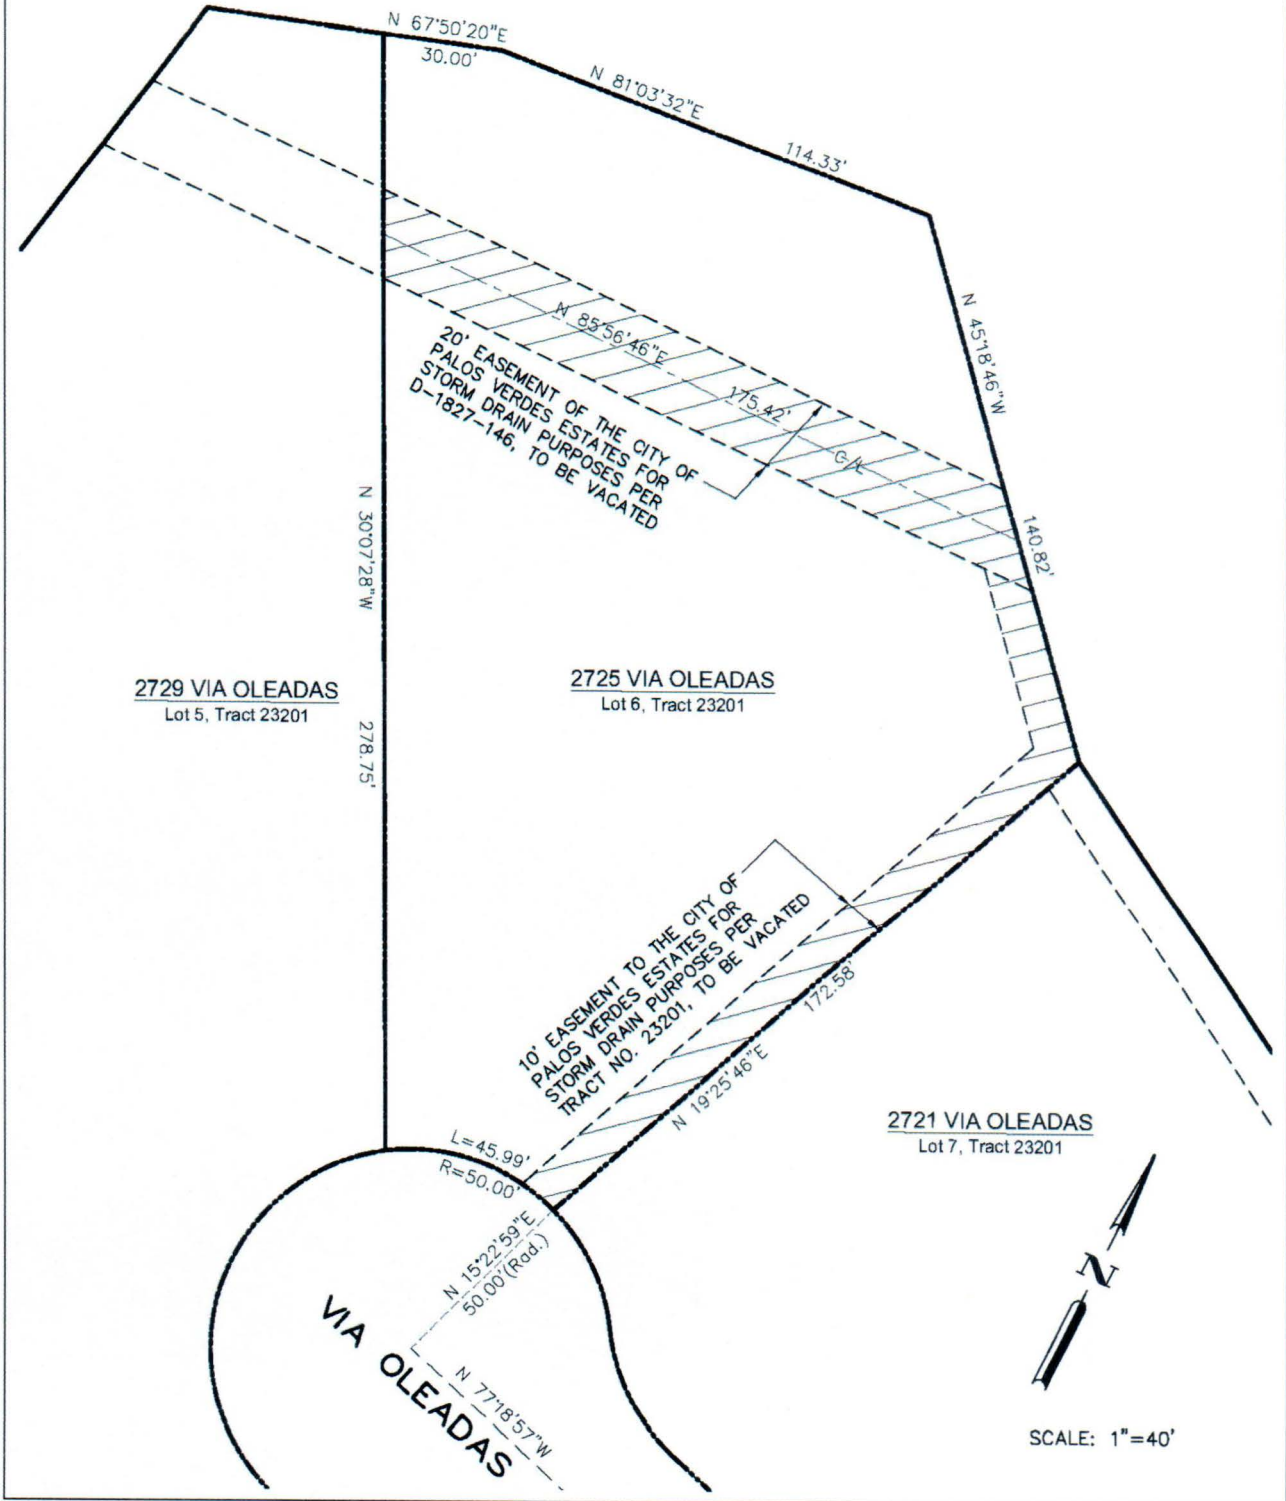 N 67°50'20"E
30.00'
N 81°03'32"E
114.33'
N 45°18'46"W
140.82'
N 85°56'46"E
175.42'
C/L
20' EASEMENT OF THE CITY OF
PALOS VERDES ESTATES FOR
STORM DRAIN PURPOSES PER
D-1827-146, TO BE VACATED
N 30°07'28"W
278.75'
2729 VIA OLEADAS
Lot 5, Tract 23201
2725 VIA OLEADAS
Lot 6, Tract 23201
10' EASEMENT TO THE CITY OF
PALOS VERDES ESTATES FOR
STORM DRAIN PURPOSES PER
TRACT NO. 23201, TO BE VACATED
172.58'
N 19°25'46"E
2721 VIA OLEADAS
Lot 7, Tract 23201
L=45.99'
R=50.00'
N 15°22'59"E
50.00'(Rad.)
VIA OLEADAS
N 77°18'57"W
N
SCALE: 1"=40'